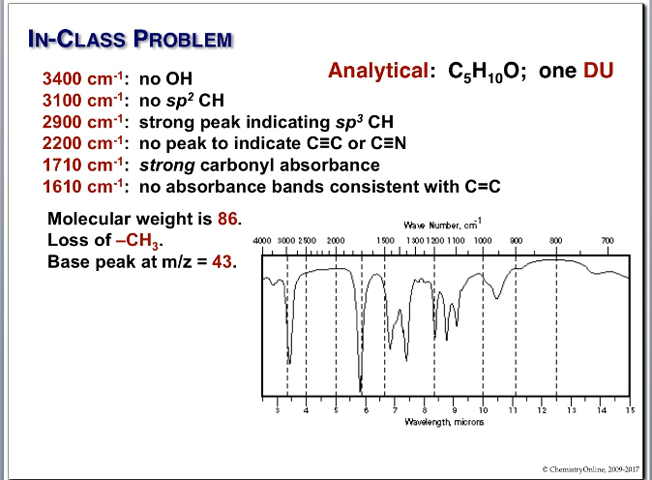 IN-CLASS PROBLEM
Analytical: C₅H₁₀O; one DU
3400 cm⁻¹: no OH
3100 cm⁻¹: no sp² CH
2900 cm⁻¹: strong peak indicating sp³ CH
2200 cm⁻¹: no peak to indicate C≡C or C≡N
1710 cm⁻¹: strong carbonyl absorbance
1610 cm⁻¹: no absorbance bands consistent with C=C
Molecular weight is 86.
Loss of –CH₃.
Base peak at m/z = 43.
Wave Number, cm⁻¹
4000 3000 2500 2000 1500 1300 1200 1100 1000 900 800 700
3 4 5 6 7 8 9 10 11 12 13 14 15
Wavelength, microns
© ChemistryOnline, 2009-2017